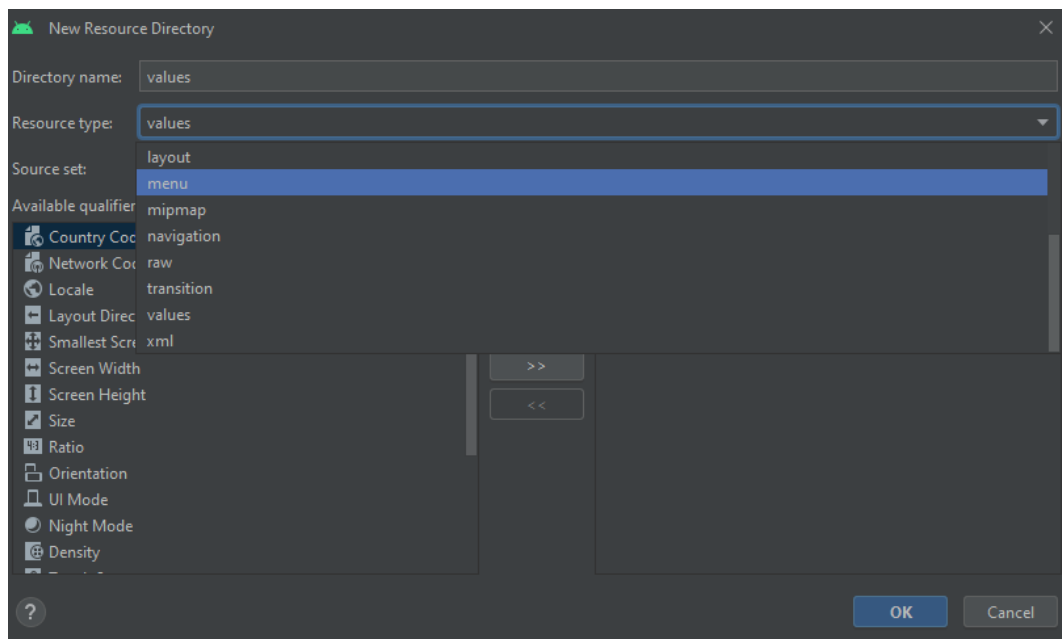 New Resource Directory
Directory name: values
Resource type: values
layout
Source set:
menu
Available qualifier
mipmap
Country Coc
navigation
Network Coc
raw
Locale
transition
Layout Direc
values
Smallest Scre
xml
Screen Width
>>
Screen Height
<<
Size
Ratio
Orientation
UI Mode
Night Mode
Density
?
OK Cancel